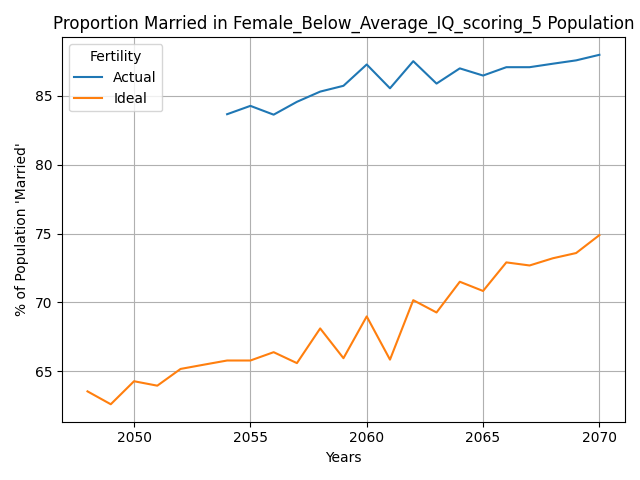 Proportion Married in Female_Below_Average_IQ_scoring_5 Population
Fertility
Actual
Ideal
% of Population 'Married'
85
80
75
70
65
2050 2055 2060 2065 2070
Years